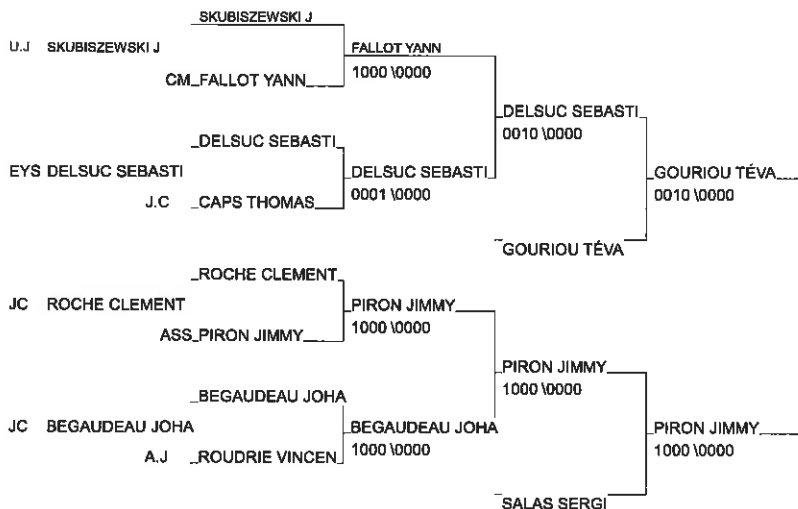 SKUBISZEWSKI J
U.J SKUBISZEWSKI J
FALLOT YANN
1000 \0000
CM FALLOT YANN
DELSUC SEBASTI
0010 \0000
DELSUC SEBASTI
EYS DELSUC SEBASTI
DELSUC SEBASTI
0001 \0000
GOURIOU TÉVA
0010 \0000
J.C CAPS THOMAS
GOURIOU TÉVA
ROCHE CLEMENT
JC ROCHE CLEMENT
PIRON JIMMY
1000 \0000
ASS PIRON JIMMY
PIRON JIMMY
1000 \0000
BEGAUDEAU JOHA
JC BEGAUDEAU JOHA
BEGAUDEAU JOHA
1000 \0000
PIRON JIMMY
1000 \0000
A.J ROUDRIE VINCEN
SALAS SERGI